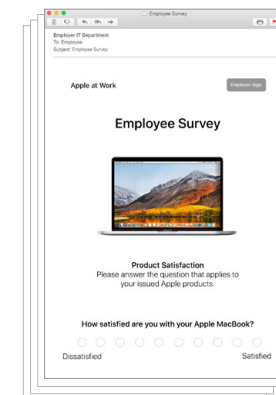 Employee Survey
Employer IT Department
To: Employee
Subject: Employee Survey
Apple at Work
Employer logo
Employee Survey
Product Satisfaction
Please answer the question that applies to
your issued Apple products.
How satisfied are you with your Apple MacBook?
Dissatisfied Satisfied